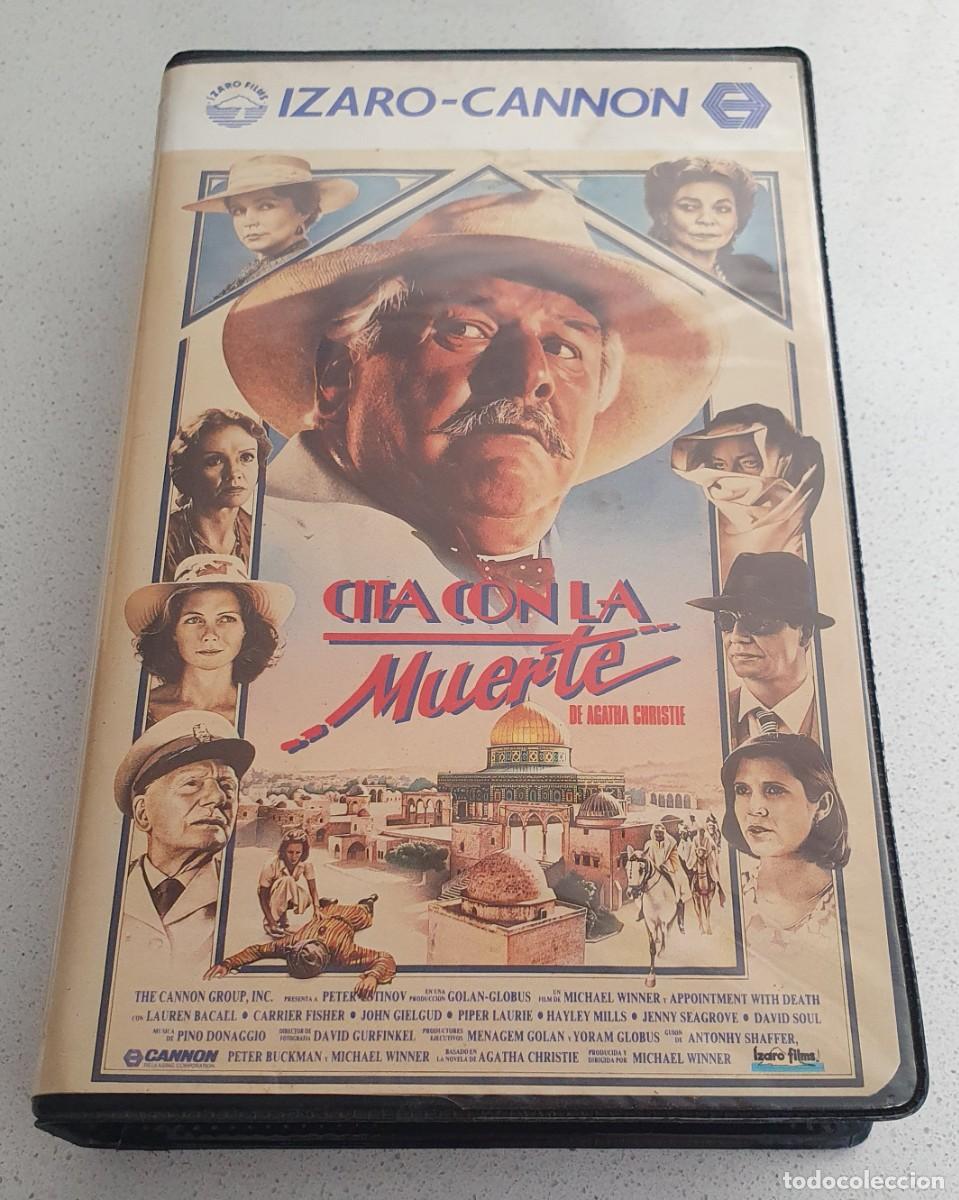 IZARO FILMS
IZARO-CANNON
CITA CON LA
Muerte
DE AGATHA CHRISTIE
THE CANNON GROUP, INC. PRESENTA A PETER USTINOV EN UNA PRODUCCION GOLAN-GLOBUS EN UN FILM DE MICHAEL WINNER Y APPOINTMENT WITH DEATH
CON LAUREN BACALL • CARRIER FISHER • JOHN GIELGUD • PIPER LAURIE • HAYLEY MILLS • JENNY SEAGROVE • DAVID SOUL
MUSICA DE PINO DONAGGIO DIRECTOR DE FOTOGRAFIA DAVID GURFINKEL PRODUCTORES EJECUTIVOS MENAGEM GOLAN Y YORAM GLOBUS GUION DE ANTONHY SHAFFER,
CANNON RELEASING CORPORATION PETER BUCKMAN Y MICHAEL WINNER BASADO EN LA NOVELA DE AGATHA CHRISTIE PRODUCIDA Y DIRIGIDA POR MICHAEL WINNER Izaro films
todocoleccion